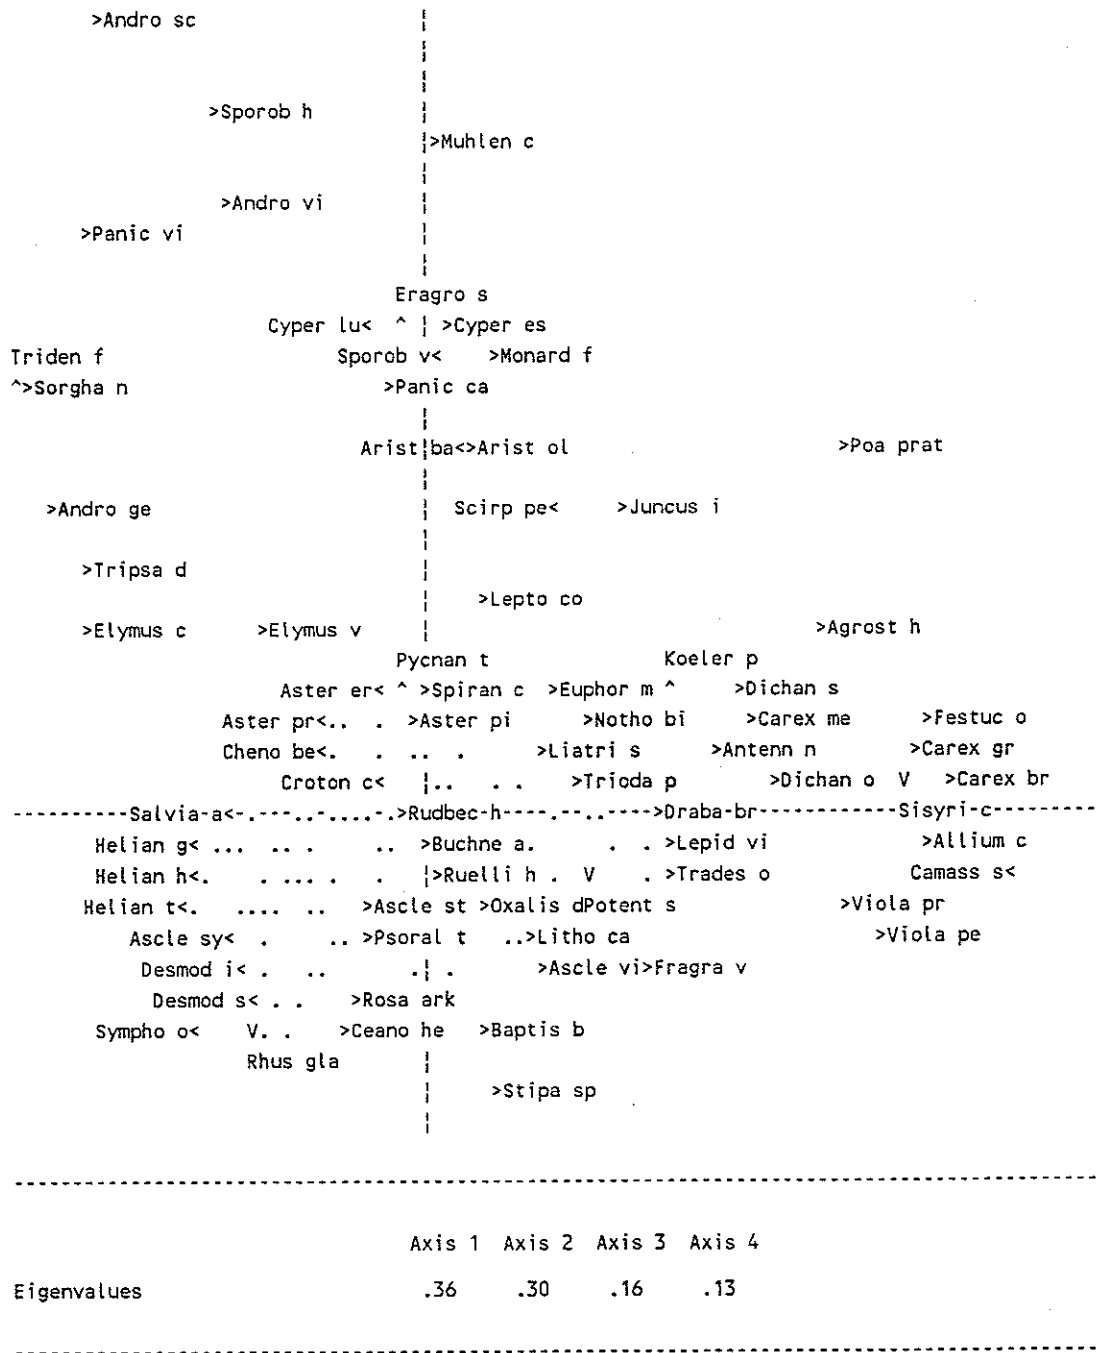 >Andro sc
>Sporob h
>Muhlen c
>Andro vi
>Panic vi
Eragro s
Cyper lu< ^ | >Cyper es
Triden f Sporob v< >Monard f
^>Sorgha n >Panic ca
Arist|ba<>Arist ol >Poa prat
>Andro ge | Scirp pe< >Juncus i
>Tripsa d
>Lepto co
>Elymus c >Elymus v | >Agrost h
Pycnan t Koeler p
Aster er< ^ >Spiran c >Euphor m ^ >Dichan s
Aster pr<.. . >Aster pi >Notho bi >Carex me >Festuc o
Cheno be<. . .. . >Liatri s >Antenn n >Carex gr
Croton c< |.. . . >Trioda p >Dichan o V >Carex br
----------Salvia-a<-.---..-....-.>Rudbec-h----.--..---->Draba-br------------Sisyri-c---------
Helian g< ... .. . .. >Buchne a. . . >Lepid vi >Allium c
Helian h<. . ... . . |>Ruelli h . V . >Trades o Camass s<
Helian t<. .... .. >Ascle st >Oxalis dPotent s >Viola pr
Ascle sy< . .. >Psoral t ..>Litho ca >Viola pe
Desmod i< . .. .| . >Ascle vi>Fragra v
Desmod s< . . >Rosa ark
Sympho o< V. . >Ceano he >Baptis b
Rhus gla
>Stipa sp
Axis 1 Axis 2 Axis 3 Axis 4
Eigenvalues .36 .30 .16 .13